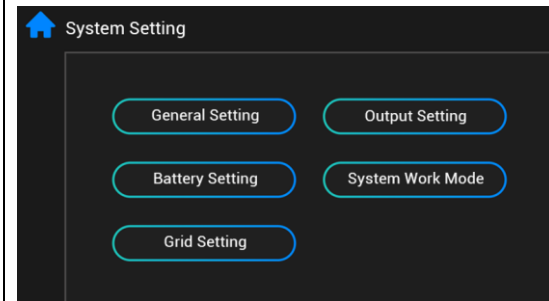 System Setting
General Setting
Output Setting
Battery Setting
System Work Mode
Grid Setting